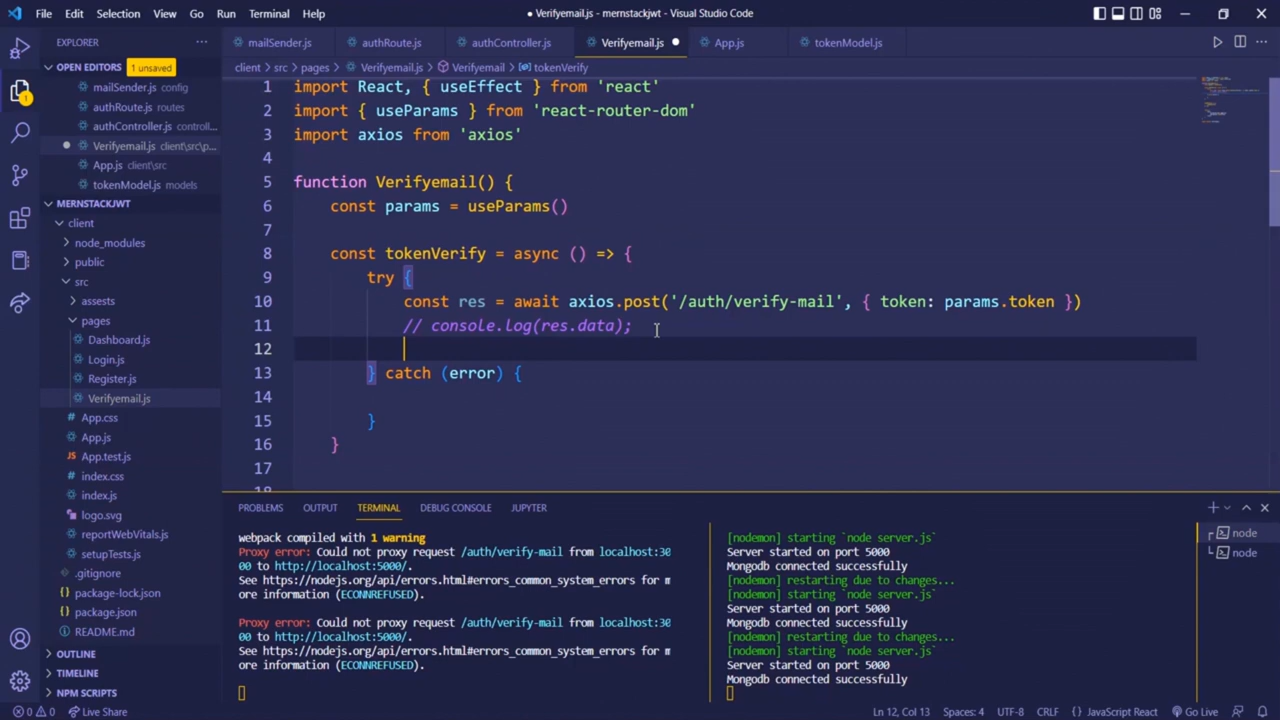 File Edit Selection View Go Run Terminal Help
● Verifyemail.js - mernstackjwt - Visual Studio Code
EXPLORER
OPEN EDITORS 1 unsaved
mailSender.js config
authRoute.js routes
authController.js controll...
Verifyemail.js client\src\p...
App.js client\src
tokenModel.js models
MERNSTACKJWT
client
node_modules
public
src
assests
pages
Dashboard.js
Login.js
Register.js
Verifyemail.js
App.css
App.js
App.test.js
index.css
index.js
logo.svg
reportWebVitals.js
setupTests.js
.gitignore
package-lock.json
package.json
README.md
OUTLINE
TIMELINE
NPM SCRIPTS
mailSender.js authRoute.js authController.js Verifyemail.js App.js tokenModel.js
client > src > pages > Verifyemail.js > Verifyemail > tokenVerify
1 import React, { useEffect } from 'react'
2 import { useParams } from 'react-router-dom'
3 import axios from 'axios'
4
5 function Verifyemail() {
6 const params = useParams()
7
8 const tokenVerify = async () => {
9 try {
10 const res = await axios.post('/auth/verify-mail', { token: params.token })
11 // console.log(res.data);
12
13 } catch (error) {
14
15 }
16 }
17
18
PROBLEMS OUTPUT TERMINAL DEBUG CONSOLE JUPYTER
webpack compiled with 1 warning
Proxy error: Could not proxy request /auth/verify-mail from localhost:30
00 to http://localhost:5000/.
See https://nodejs.org/api/errors.html#errors_common_system_errors for m
ore information (ECONNREFUSED).
Proxy error: Could not proxy request /auth/verify-mail from localhost:30
00 to http://localhost:5000/.
See https://nodejs.org/api/errors.html#errors_common_system_errors for m
ore information (ECONNREFUSED).
[nodemon] starting `node server.js`
Server started on port 5000
Mongodb connected successfully
[nodemon] restarting due to changes...
[nodemon] starting `node server.js`
Server started on port 5000
Mongodb connected successfully
[nodemon] restarting due to changes...
[nodemon] starting `node server.js`
Server started on port 5000
Mongodb connected successfully
node
node
0 0 Live Share
Ln 12, Col 13 Spaces: 4 UTF-8 CRLF {} JavaScript React Go Live